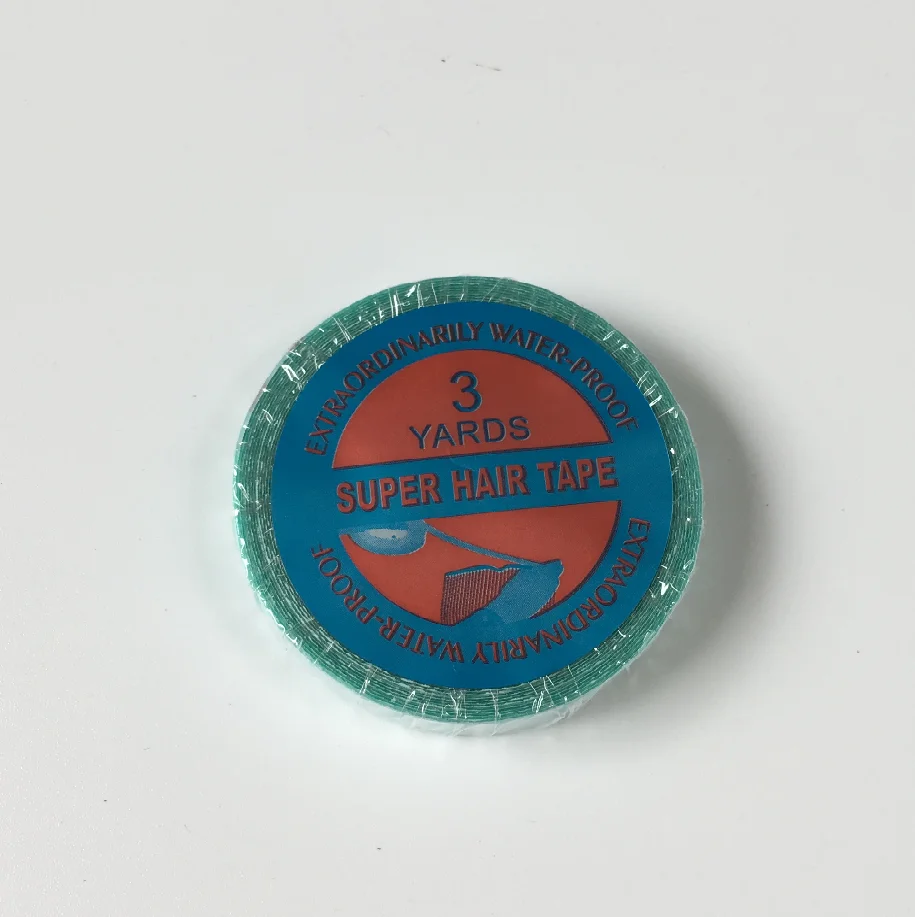 EXTRAORDINARILY WATER-PROOF
3
YARDS
SUPER HAIR TAPE
EXTRAORDINARILY WATER-PROOF